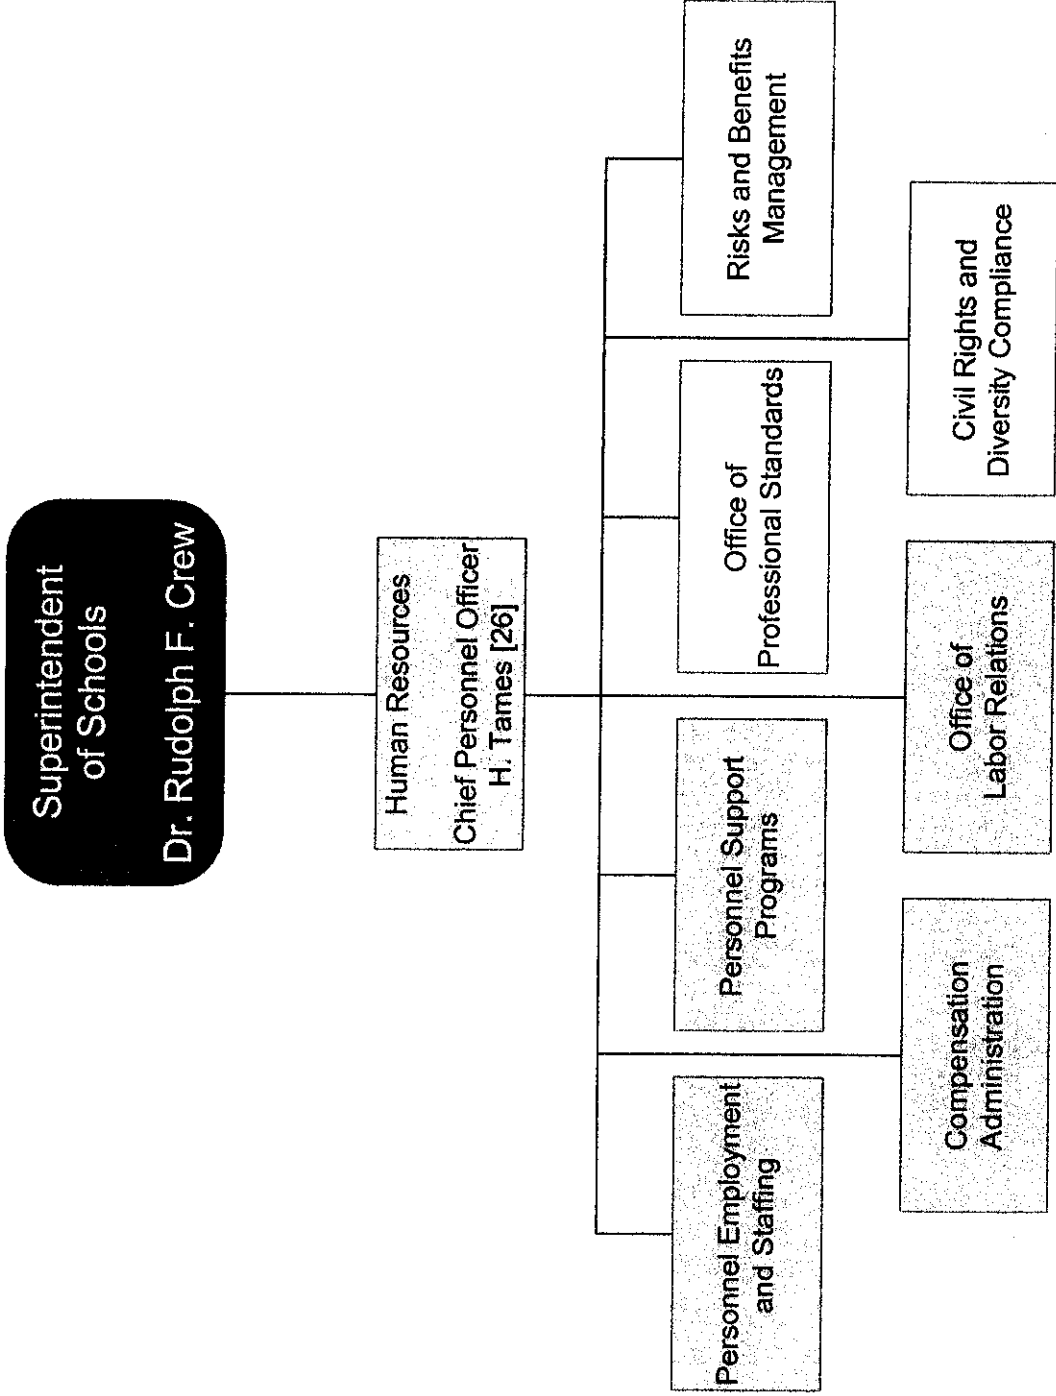 Superintendent
of Schools
Dr. Rudolph F. Crew
Human Resources
Chief Personnel Officer
H. Tames [26]
Personnel Employment
and Staffing
Personnel Support
Programs
Office of
Professional Standards
Risks and Benefits
Management
Compensation
Administration
Office of
Labor Relations
Civil Rights and
Diversity Compliance